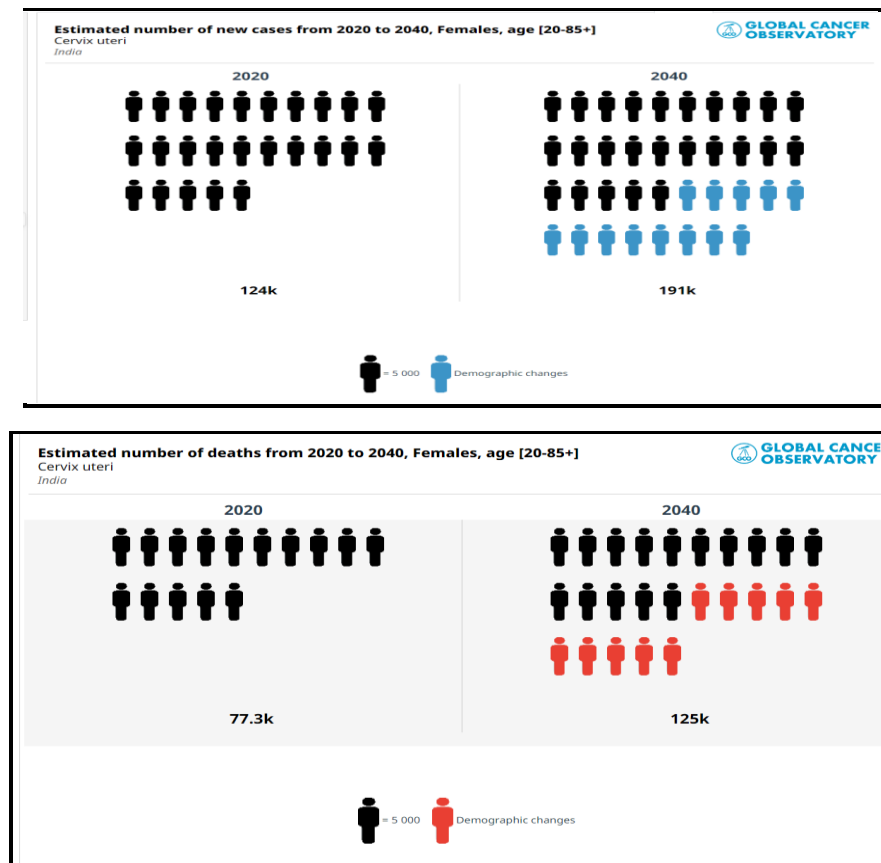 Estimated number of new cases from 2020 to 2040, Females, age [20-85+]
Cervix uteri
India
GLOBAL CANCER
OBSERVATORY
2020
2040
124k
191k
= 5 000
Demographic changes
Estimated number of deaths from 2020 to 2040, Females, age [20-85+]
Cervix uteri
India
GCO
GLOBAL CANCE
OBSERVATORY
2020
2040
77.3k
125k
= 5 000
Demographic changes